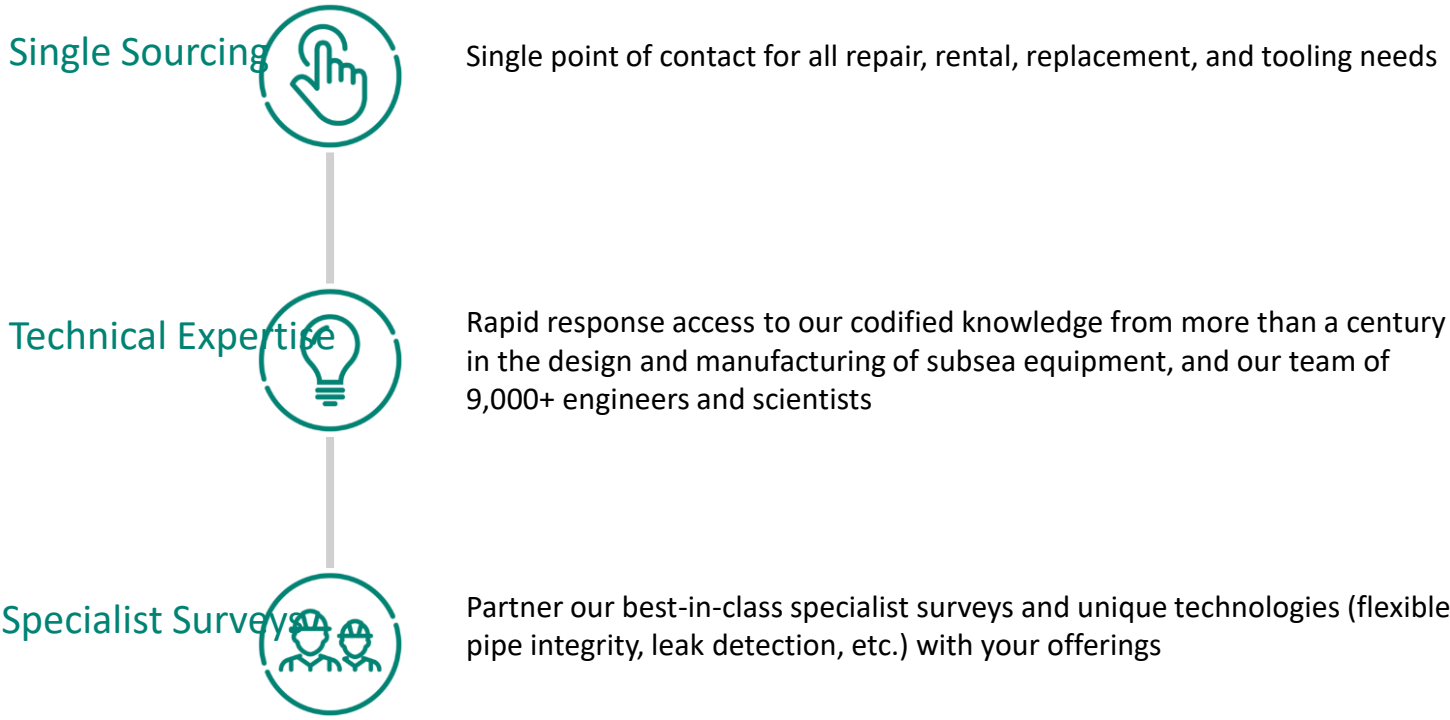 Single Sourcing
Single point of contact for all repair, rental, replacement, and tooling needs
Technical Expertise
Rapid response access to our codified knowledge from more than a century
in the design and manufacturing of subsea equipment, and our team of
9,000+ engineers and scientists
Specialist Surveys
Partner our best-in-class specialist surveys and unique technologies (flexible
pipe integrity, leak detection, etc.) with your offerings